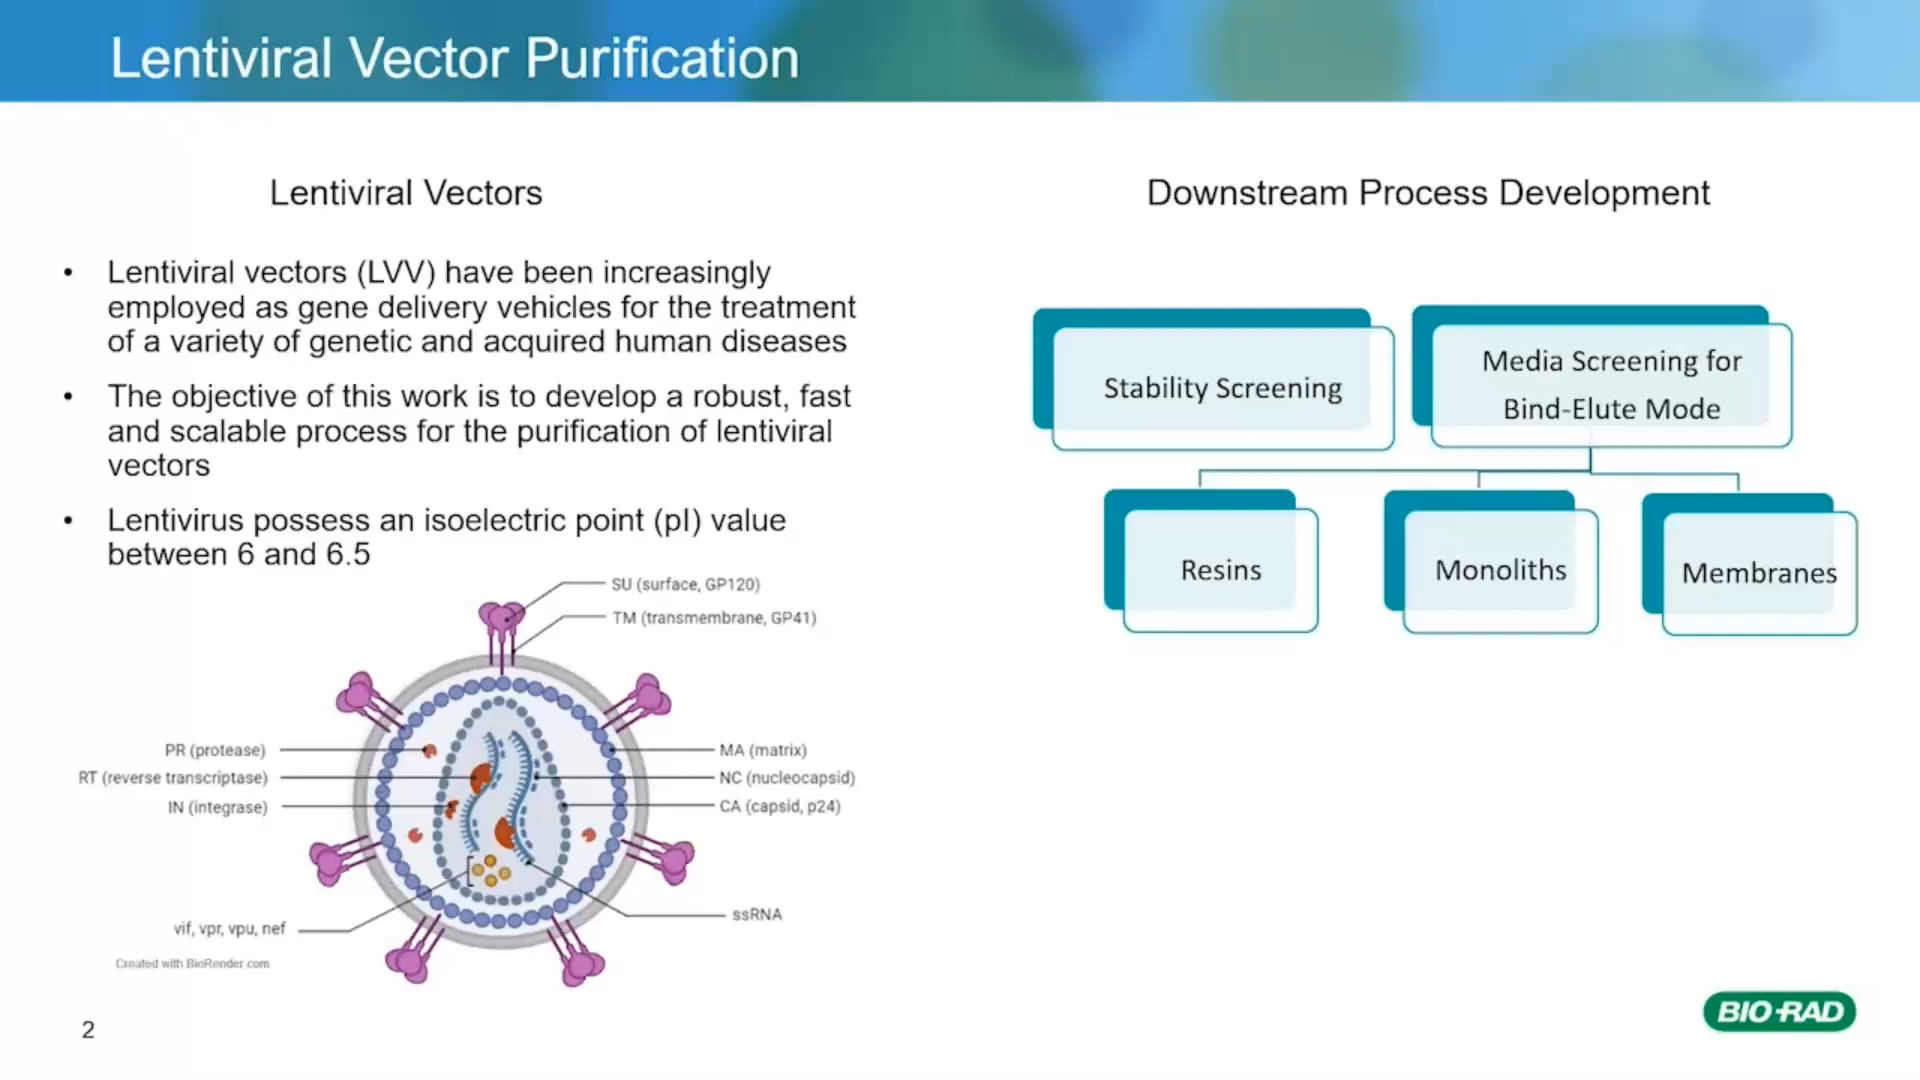 Lentiviral Vector Purification
Lentiviral Vectors
• Lentiviral vectors (LVV) have been increasingly
employed as gene delivery vehicles for the treatment
of a variety of genetic and acquired human diseases
• The objective of this work is to develop a robust, fast
and scalable process for the purification of lentiviral
vectors
• Lentivirus possess an isoelectric point (pI) value
between 6 and 6.5
SU (surface, GP120)
TM (transmembrane, GP41)
PR (protease)
RT (reverse transcriptase)
IN (integrase)
MA (matrix)
NC (nucleocapsid)
CA (capsid, p24)
vif, vpr, vpu, nef
ssRNA
Created with BioRender.com
Downstream Process Development
Stability Screening
Media Screening for
Bind-Elute Mode
Resins
Monoliths
Membranes
2
BIO-RAD